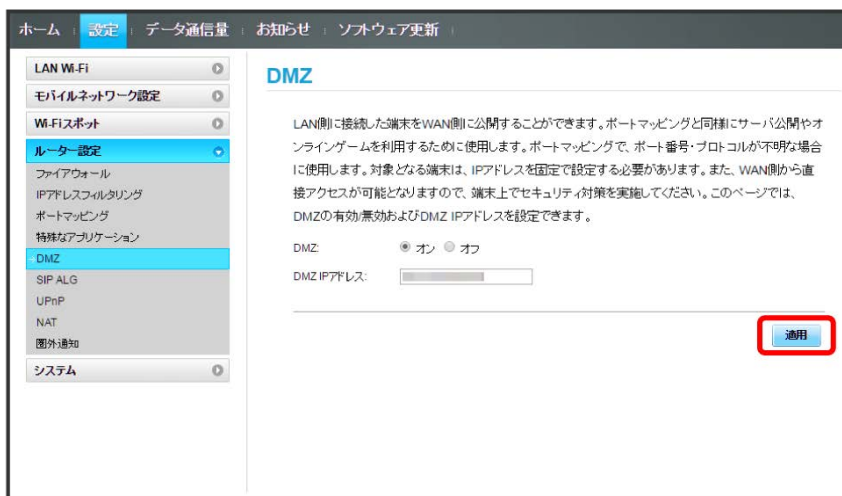 ホーム 設定 データ通信量 お知らせ ソフトウェア更新
LAN Wi-Fi
モバイルネットワーク設定
Wi-Fiスポット
ルーター設定
ファイアウォール
IPアドレスフィルタリング
ポートマッピング
特殊なアプリケーション
DMZ
SIP ALG
UPnP
NAT
圏外通知
システム
DMZ
LAN側に接続した端末をWAN側に公開することができます。ポートマッピングと同様にサーバ公開やオ
ンラインゲームを利用するために使用します。ポートマッピングで、ポート番号・プロトコルが不明な場合
に使用します。対象となる端末は、IPアドレスを固定で設定する必要があります。また、WAN側から直
接アクセスが可能となりますので、端末上でセキュリティ対策を実施してください。このページでは、
DMZの有効/無効およびDMZ IPアドレスを設定できます。
DMZ: オン オフ
DMZ IPアドレス:
適用